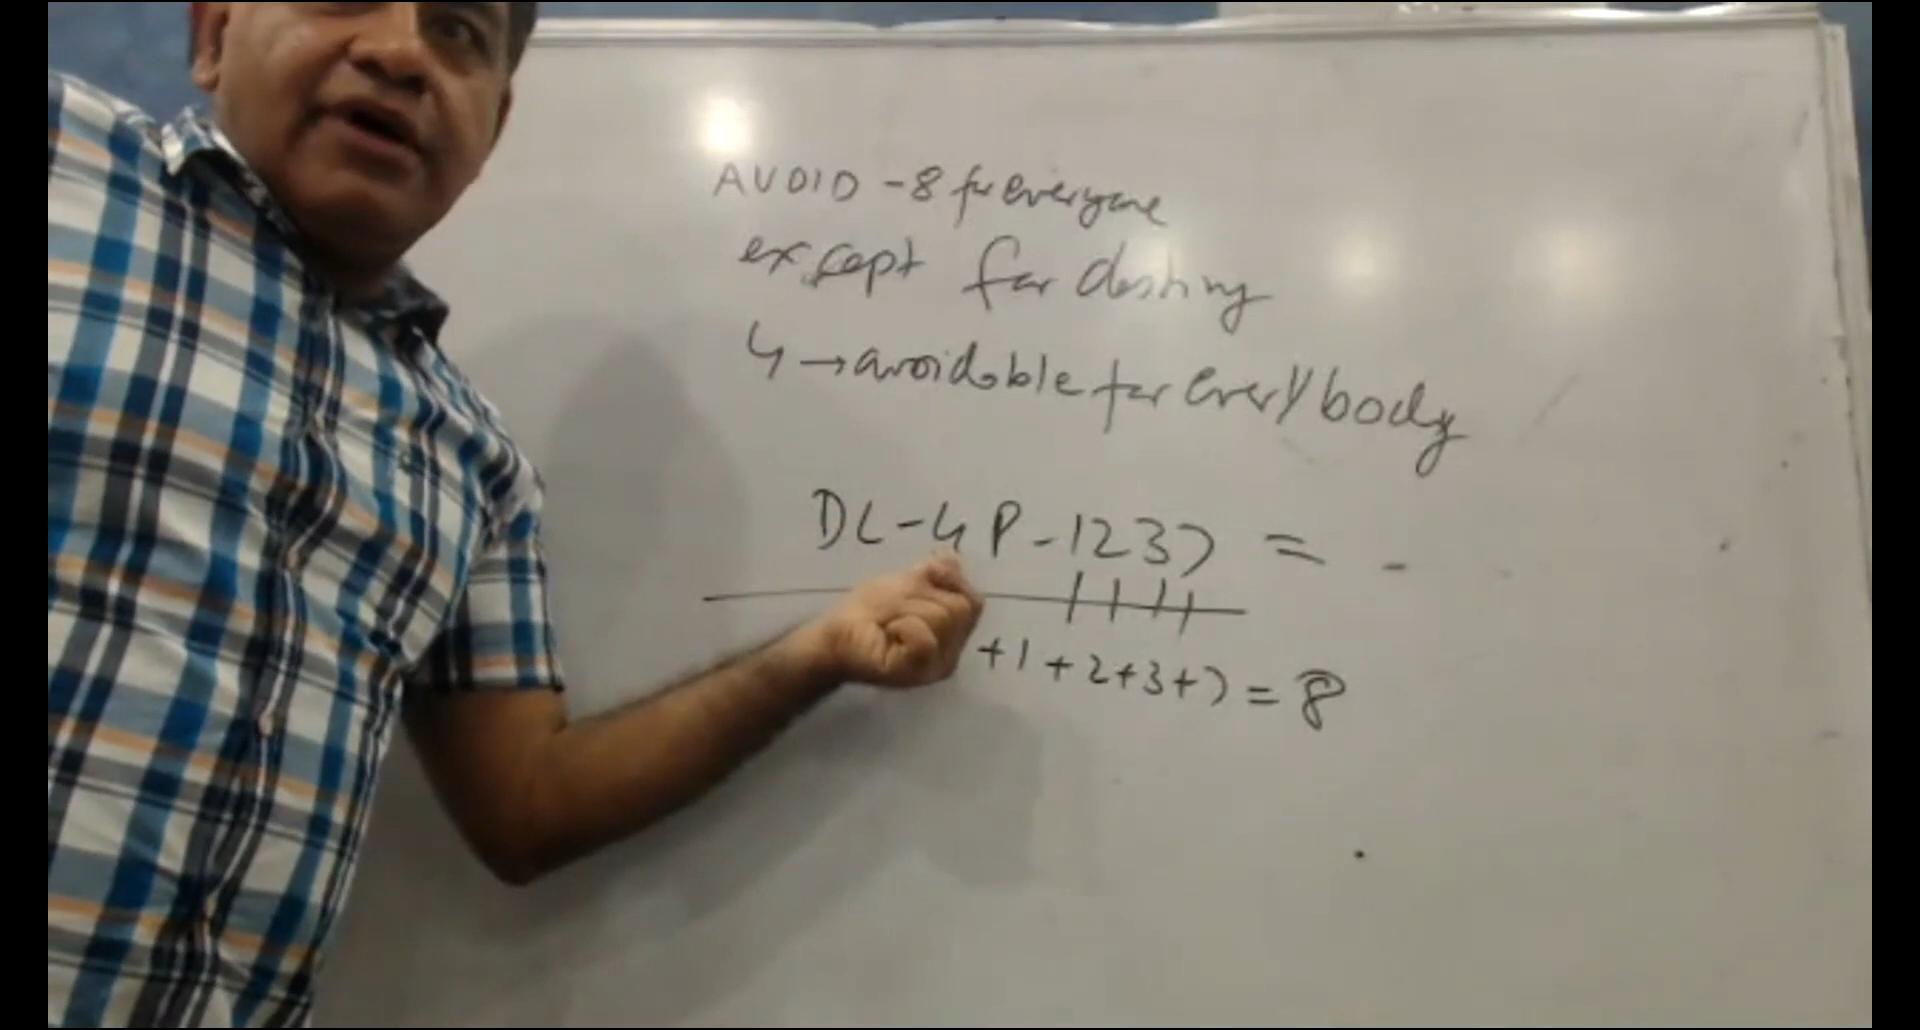 AVOID - 8 for everyone
except for destiny
4 → avoidable for everybody
DL - 4P - 1237 = -
+1+2+3+7 = 8